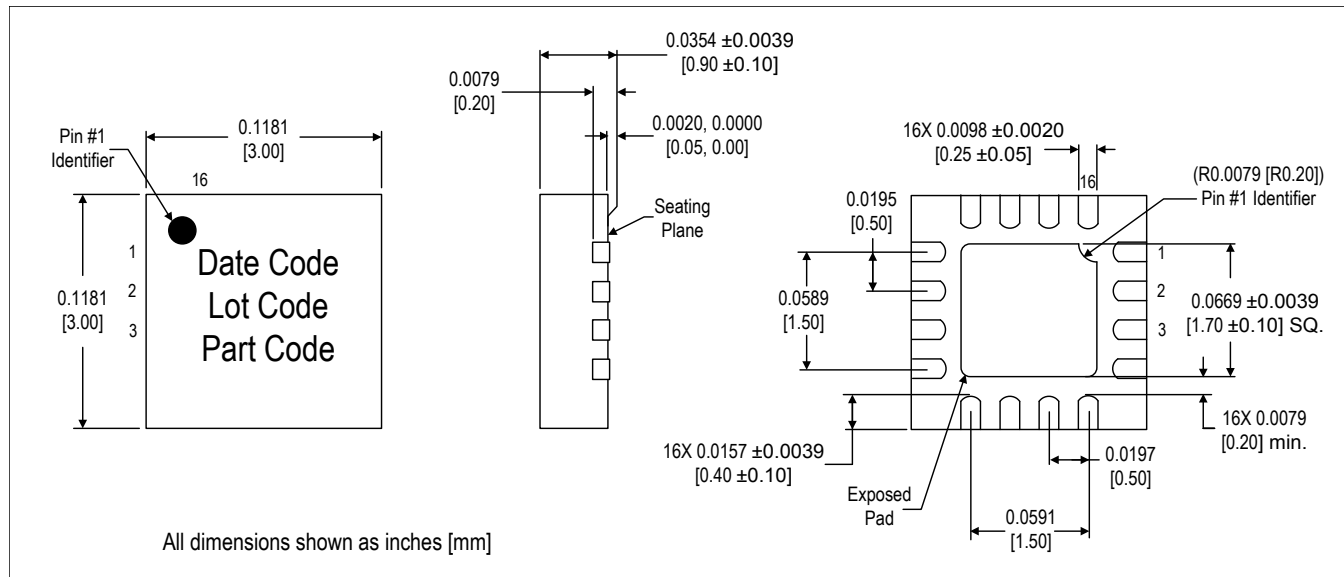 Pin #1
Identifier
0.1181
[3.00]
16
0.1181
[3.00]
1
2
3
Date Code
Lot Code
Part Code
0.0354 ±0.0039
[0.90 ±0.10]
0.0079
[0.20]
0.0020, 0.0000
[0.05, 0.00]
Seating
Plane
16X 0.0098 ±0.0020
[0.25 ±0.05]
16
(R0.0079 [R0.20])
Pin #1 Identifier
0.0195
[0.50]
0.0589
[1.50]
1
2
3
0.0669 ±0.0039
[1.70 ±0.10] SQ.
16X 0.0079
[0.20] min.
16X 0.0157 ±0.0039
[0.40 ±0.10]
0.0197
[0.50]
Exposed
Pad
0.0591
[1.50]
All dimensions shown as inches [mm]